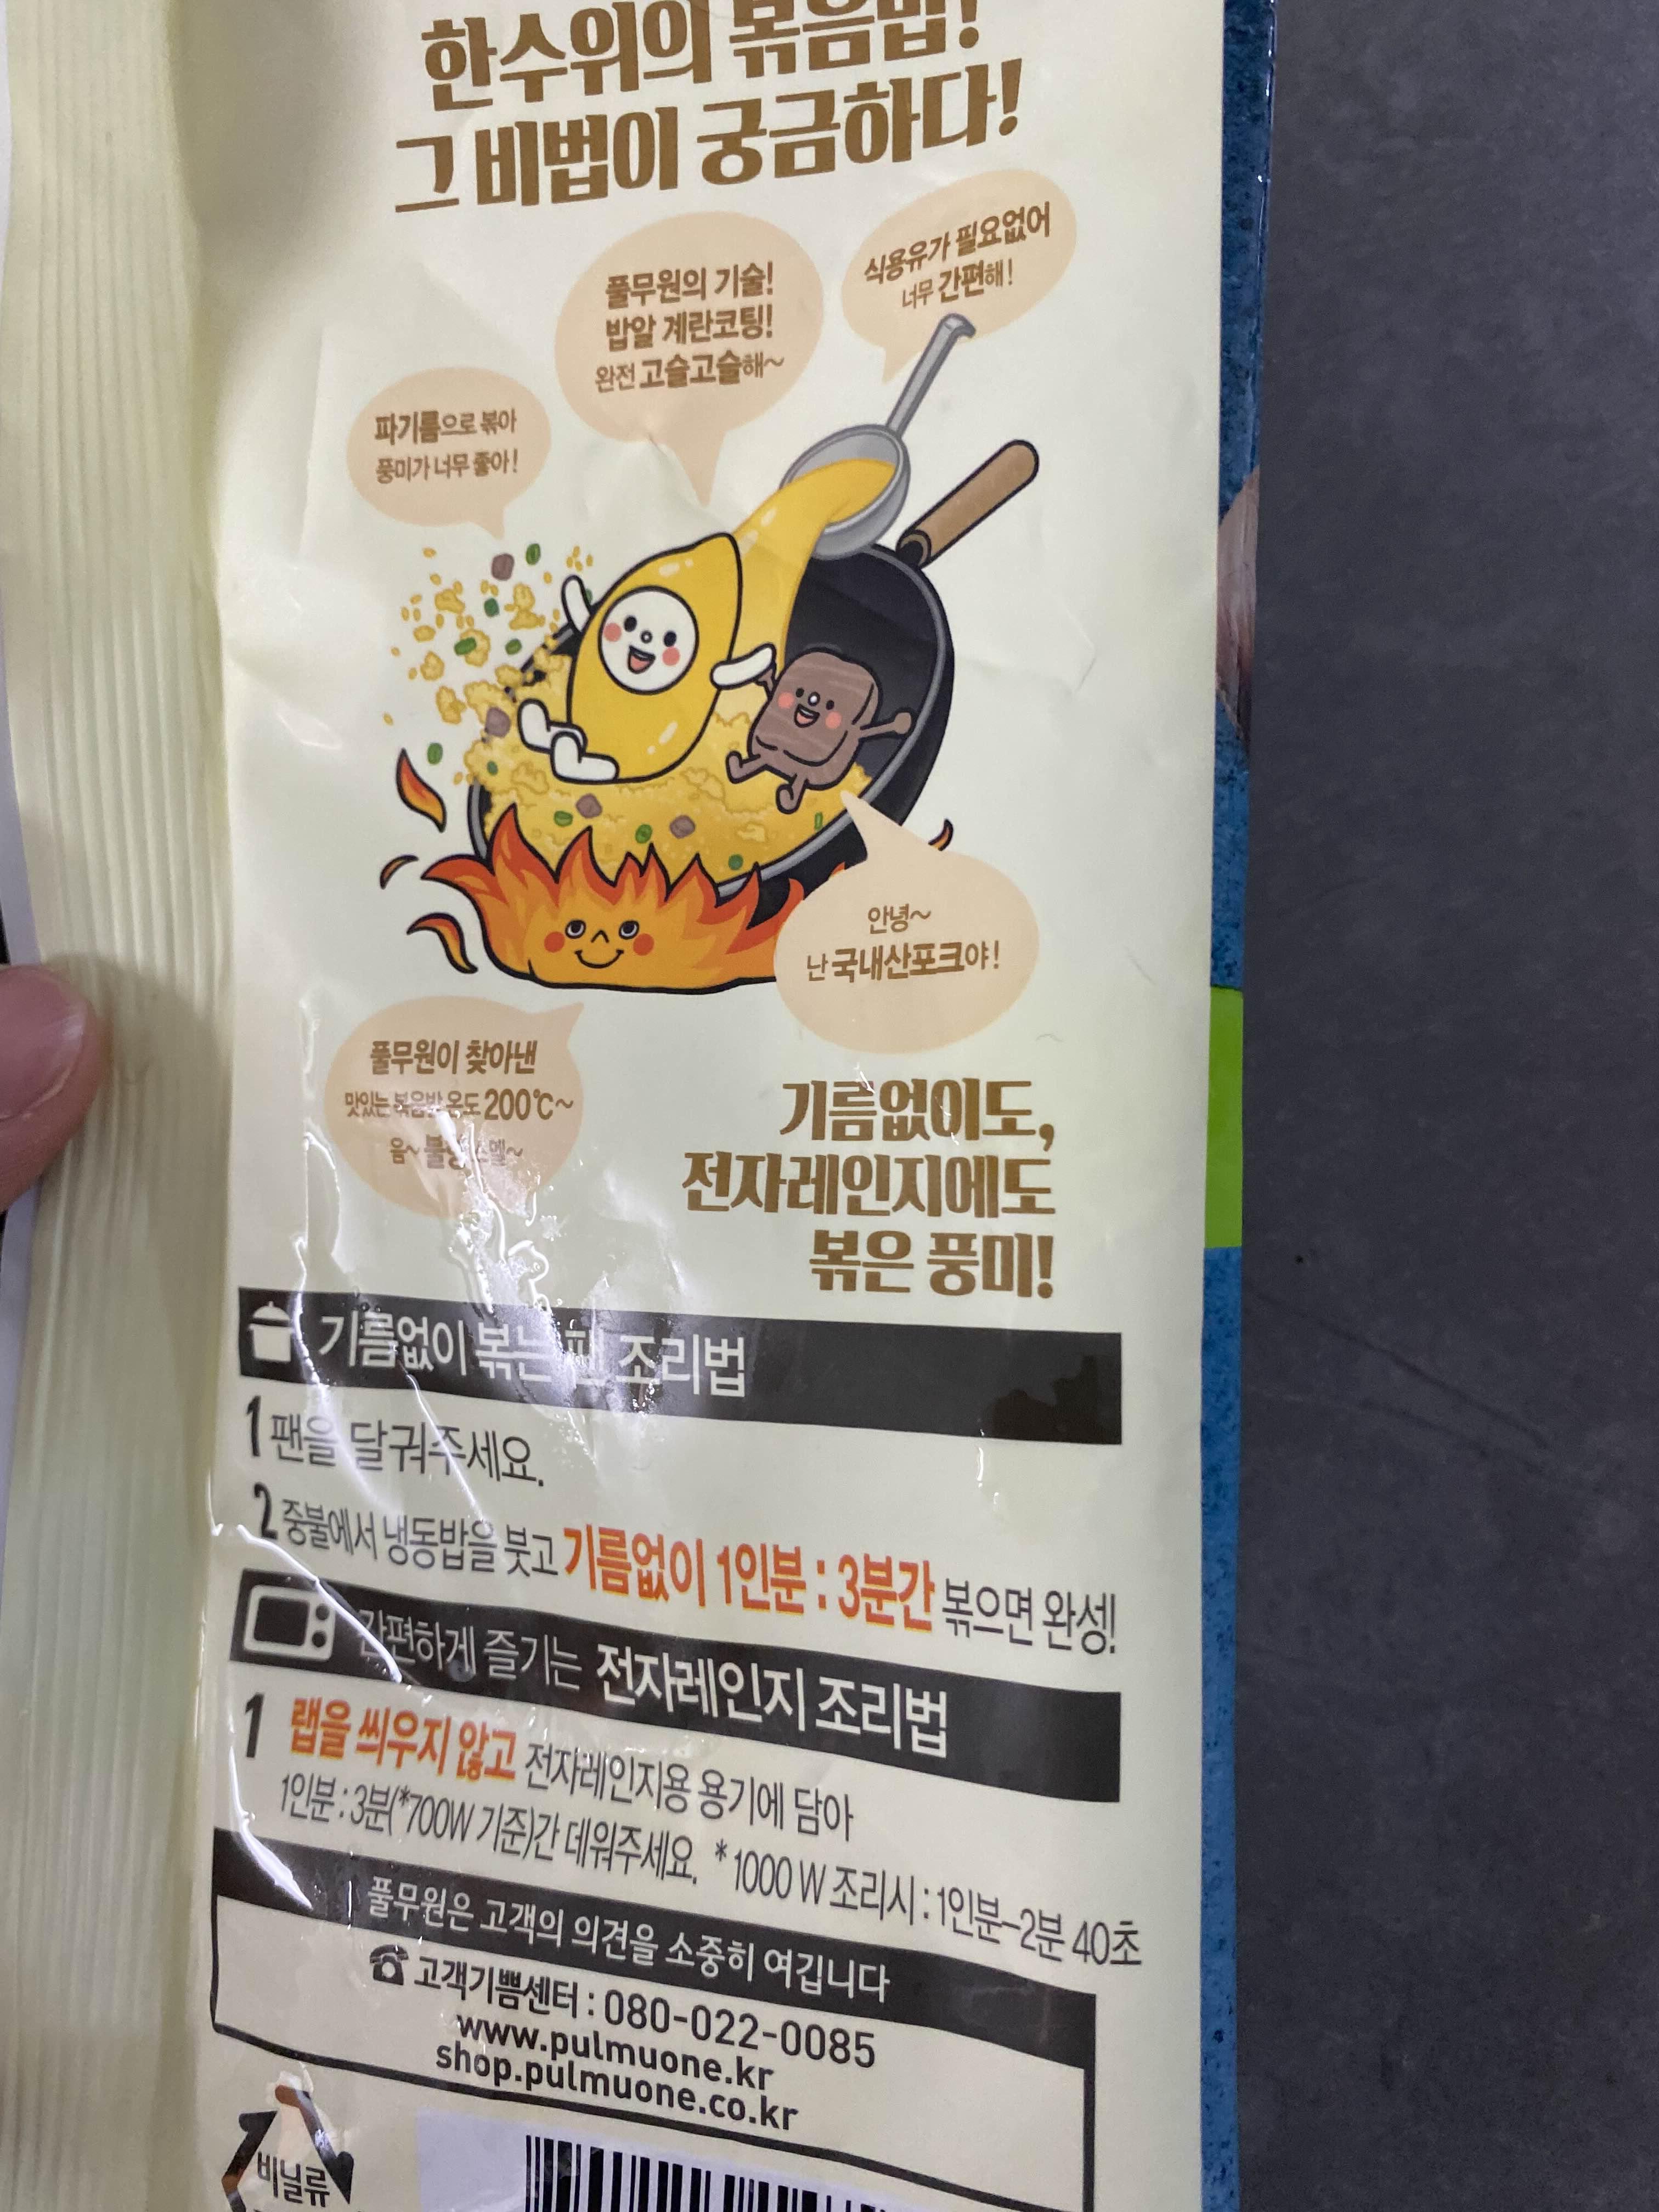 한수위의 볶음밥!
그 비법이 궁금하다!
식용유가 필요없어
너무 간편해!
풀무원의 기술!
밥알 계란코팅!
완전 고슬고슬해~
파기름으로 볶아
풍미가 너무 좋아!
안녕~
난 국내산포크야!
풀무원이 찾아낸
맛있는 볶음밥 온도 200℃~
음~ 불향 스멜~
기름없이도,
전자레인지에도
볶은 풍미!
기름없이 볶는 팬 조리법
1 팬을 달궈주세요.
2 중불에서 냉동밥을 붓고 기름없이 1인분 : 3분간 볶으면 완성!
간편하게 즐기는 전자레인지 조리법
1 랩을 씌우지 않고 전자레인지용 용기에 담아
1인분 : 3분(*700W 기준)간 데워주세요. *1000 W 조리시 : 1인분-2분 40초
풀무원은 고객의 의견을 소중히 여깁니다
☎ 고객기쁨센터 : 080-022-0085
www.pulmuone.kr
shop.pulmuone.co.kr
비닐류